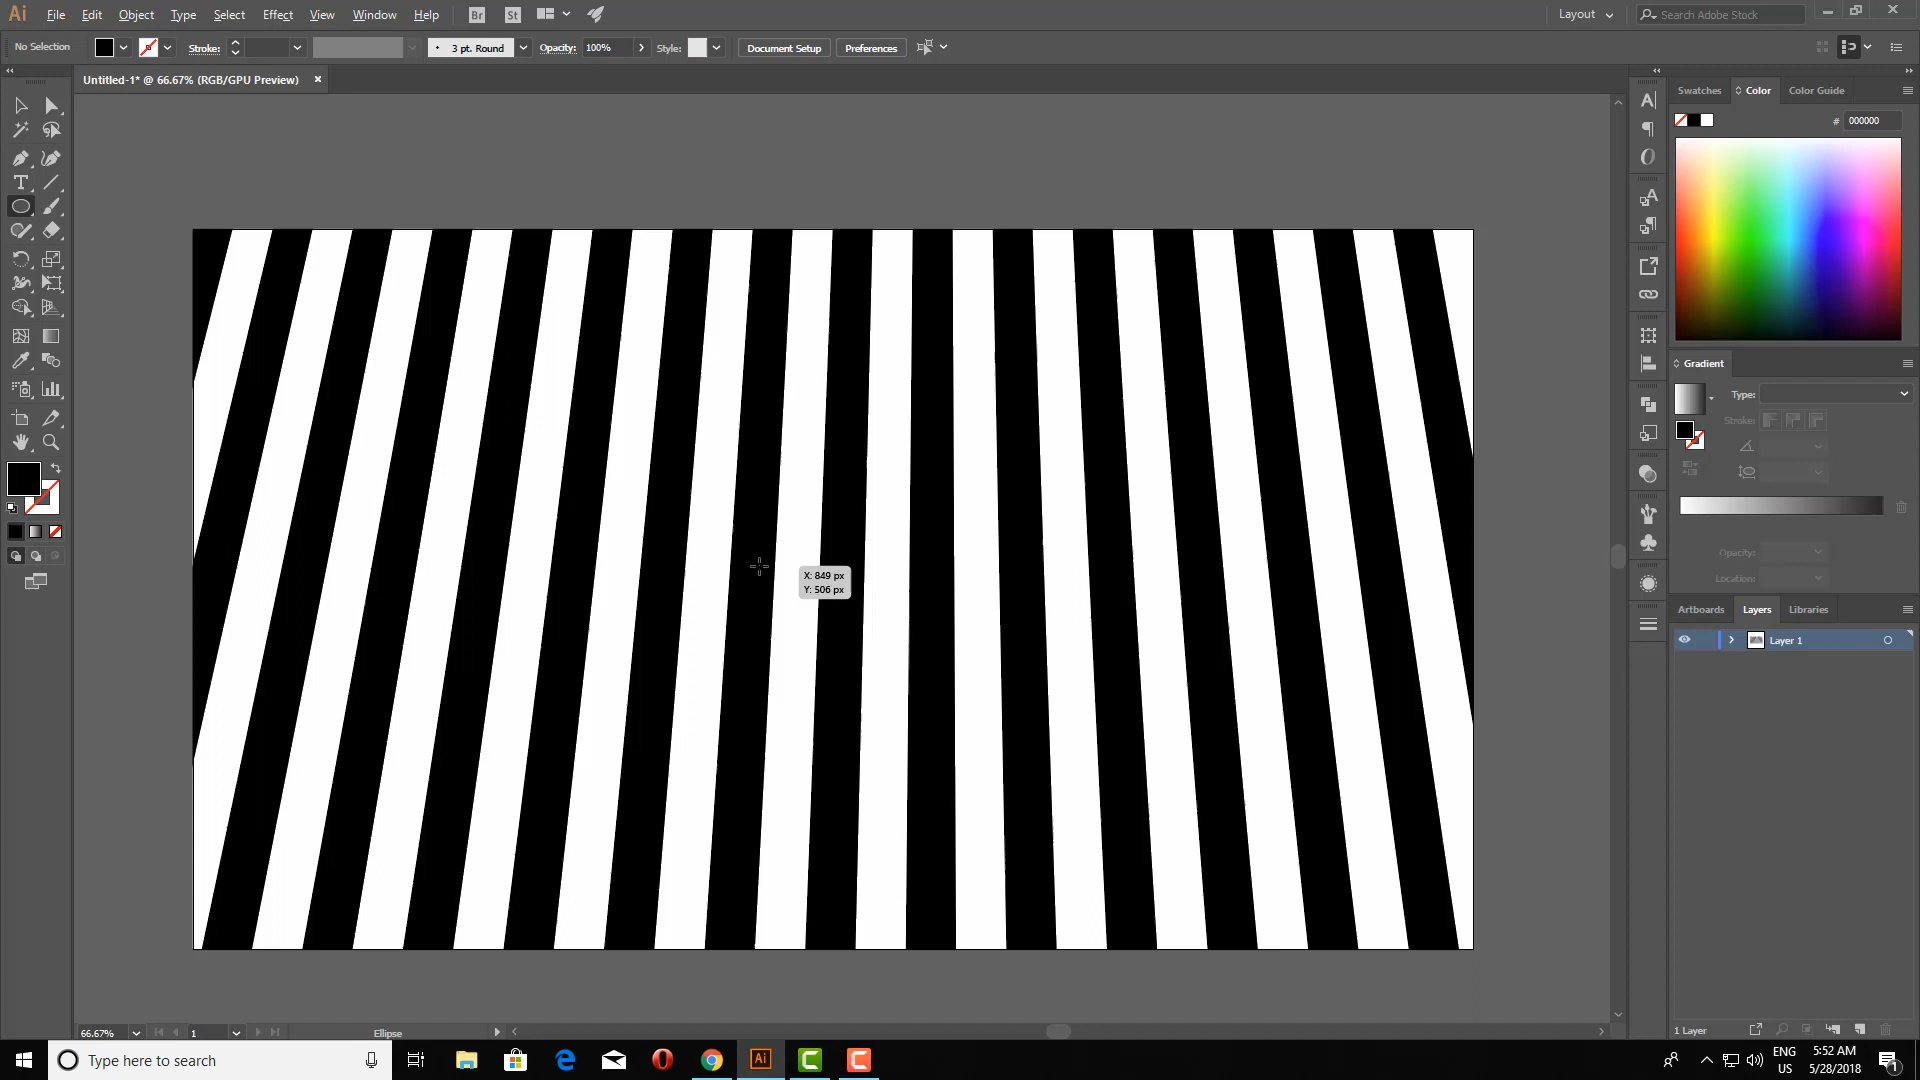 Ai File Edit Object Type Select Effect View Window Help Br St Layout Search Adobe Stock
No Selection Stroke: 3 pt. Round Opacity: 100% Style: Document Setup Preferences
Untitled-1* @ 66.67% (RGB/GPU Preview)
Swatches Color Color Guide
# 000000
Gradient
Type:
Stroke:
Opacity:
Location:
X: 849 px
Y: 506 px
Artboards Layers Libraries
Layer 1
1 Layer
66.67% 1 Ellipse
Type here to search
Ai
ENG
US
5:52 AM
5/28/2018
1